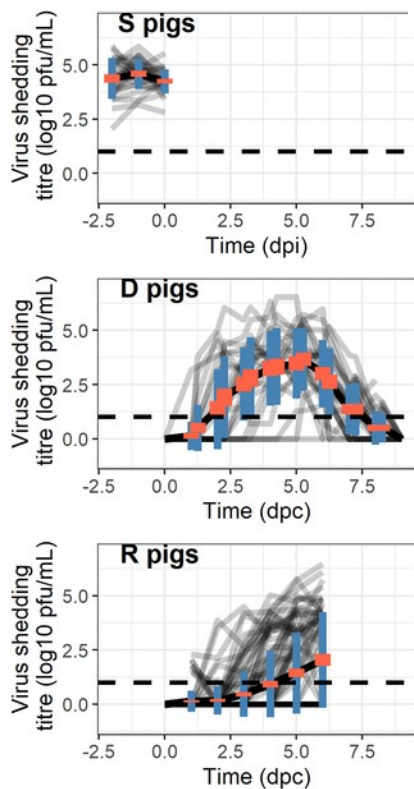 S pigs
Virus shedding
titre (log10 pfu/mL)
5.0
2.5
0.0
-2.5 0.0 2.5 5.0 7.5
Time (dpi)
D pigs
Virus shedding
titre (log10 pfu/mL)
5.0
2.5
0.0
-2.5 0.0 2.5 5.0 7.5
Time (dpc)
R pigs
Virus shedding
titre (log10 pfu/mL)
5.0
2.5
0.0
-2.5 0.0 2.5 5.0 7.5
Time (dpc)